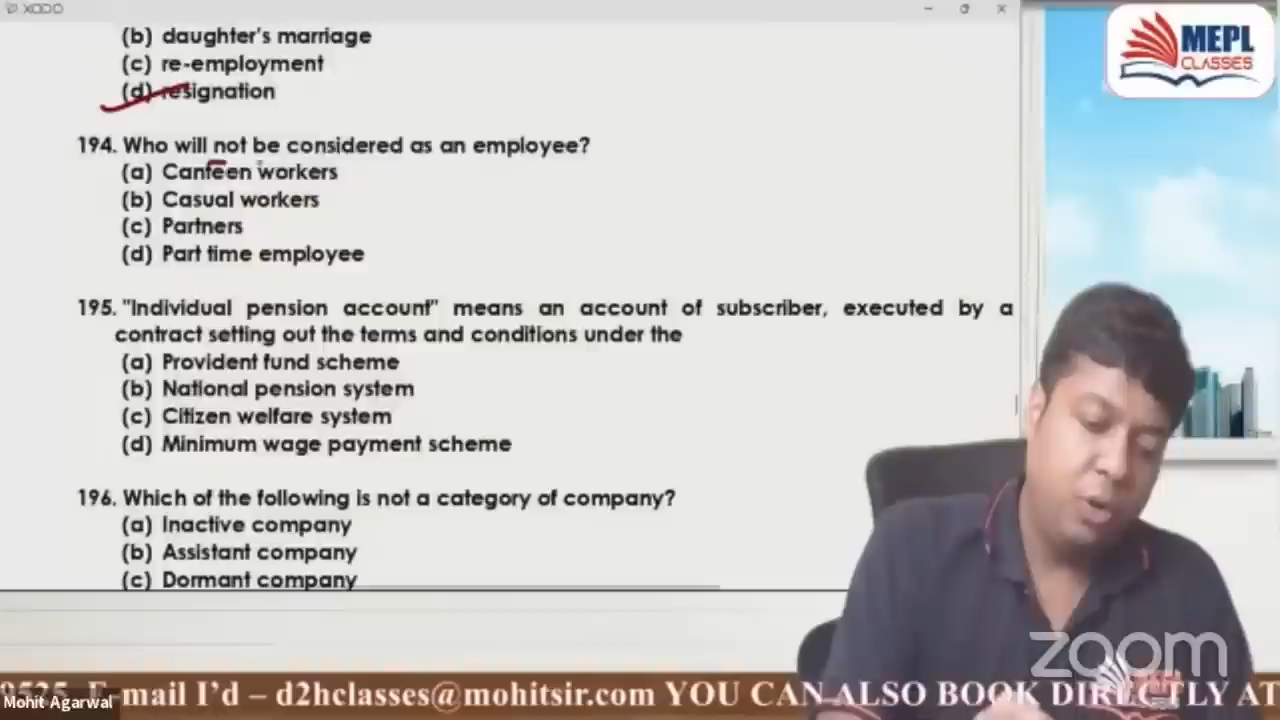 XODO
(b) daughter's marriage
(c) re-employment
(d) resignation
194. Who will not be considered as an employee?
(a) Canteen workers
(b) Casual workers
(c) Partners
(d) Part time employee
195. "Individual pension account" means an account of subscriber, executed by a
contract setting out the terms and conditions under the
(a) Provident fund scheme
(b) National pension system
(c) Citizen welfare system
(d) Minimum wage payment scheme
196. Which of the following is not a category of company?
(a) Inactive company
(b) Assistant company
(c) Dormant company
MEPL
CLASSES
zoom
E-mail I'd – d2hclasses@mohitsir.com YOU CAN ALSO BOOK DIRECTLY AT
Mohit Agarwal